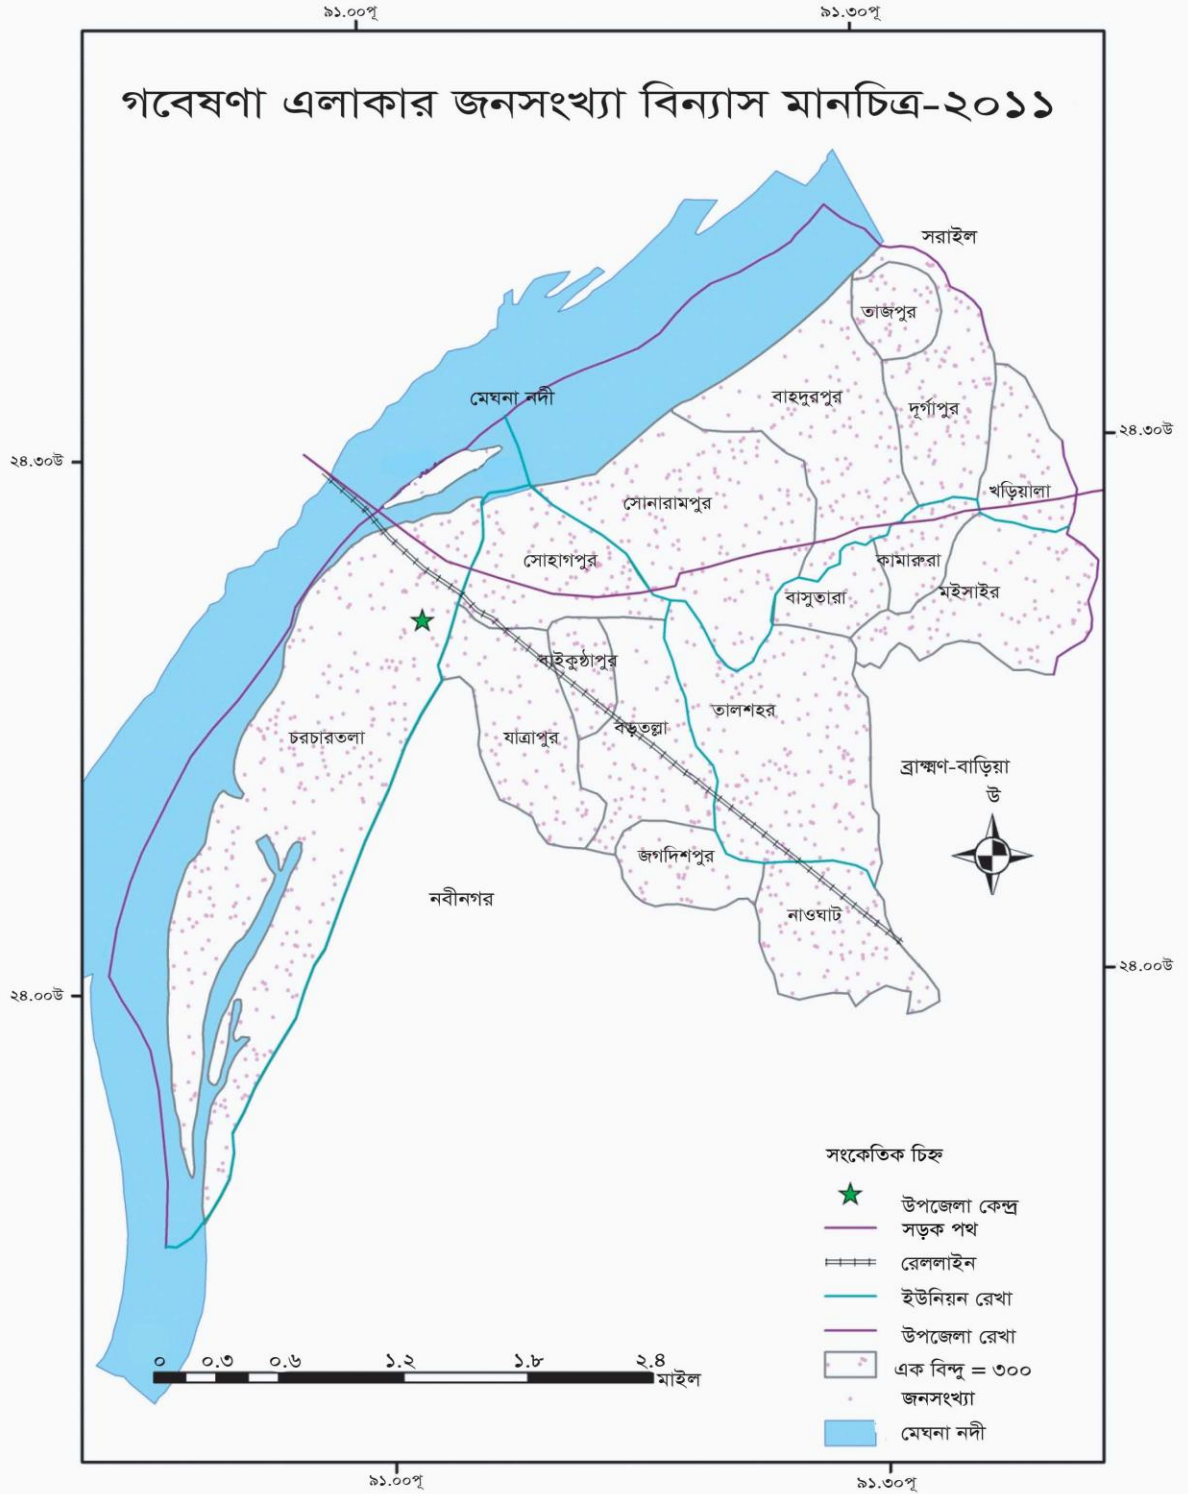 ৯১.০০পূ
৯১.৩০পূ
গবেষণা এলাকার জনসংখ্যা বিন্যাস মানচিত্র-২০১১
সরাইল
তাজপুর
মেঘনা নদী
বাহদুরপুর
দূর্গাপুর
২৪.৩০উ
২৪.৩০উ
সোনারামপুর
খড়িয়ালা
সোহাগপুর
কামারুরা
বাসুতারা
মইসাইর
বাইকুন্ঠাপুর
তালশহর
চরচারতলা
যাত্রাপুর
বড়তল্লা
ব্রাক্ষ্মণ-বাড়িয়া
উ
জগদিশপুর
নবীনগর
নাওঘাট
২৪.০০উ
২৪.০০উ
সংকেতিক চিহ্ন
উপজেলা কেন্দ্র
সড়ক পথ
রেললাইন
ইউনিয়ন রেখা
উপজেলা রেখা
এক বিন্দু = ৩০০
জনসংখ্যা
মেঘনা নদী
০ ০.৩ ০.৬ ১.২ ১.৮ ২.৪
মাইল
৯১.০০পূ
৯১.৩০পূ